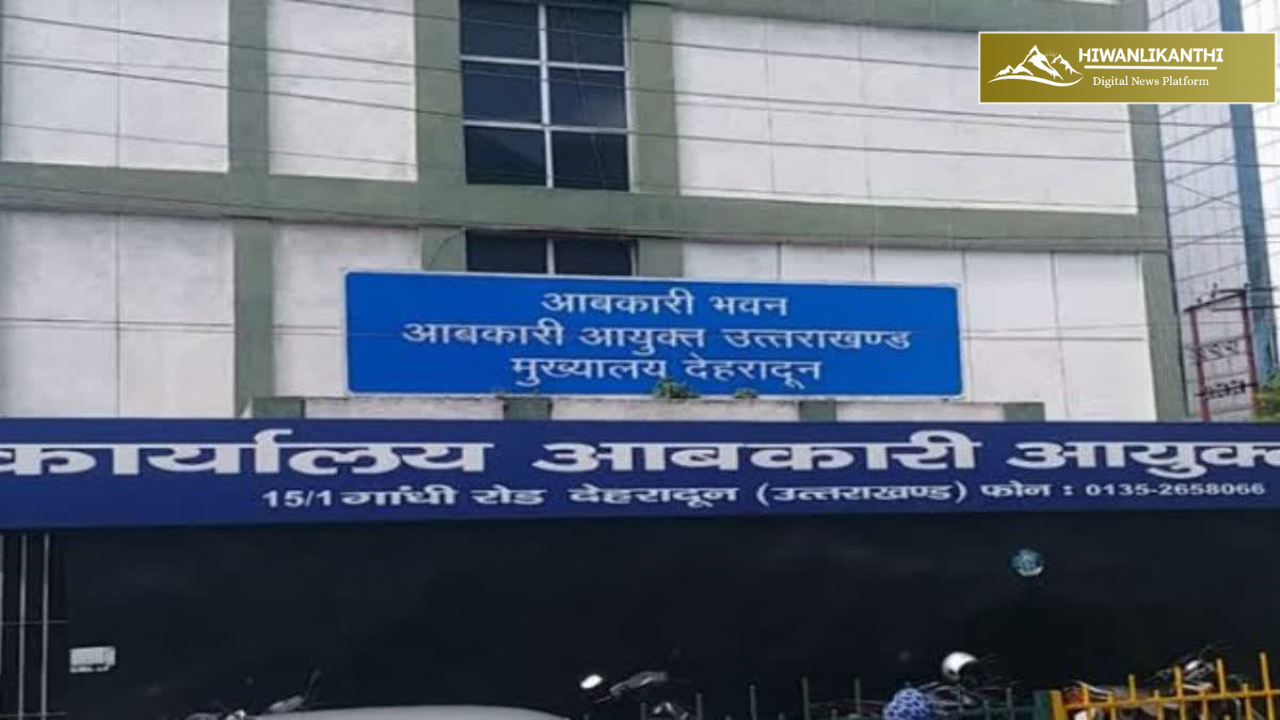 HIWANLIKANTHI
Digital News Platform
आबकारी भवन
आबकारी आयुक्त उत्तराखण्ड
मुख्यालय देहरादून
कार्यालय आबकारी आयुक्त
15/1 गांधी रोड देहरादून (उत्तराखण्ड) फोन : 0135-2658066